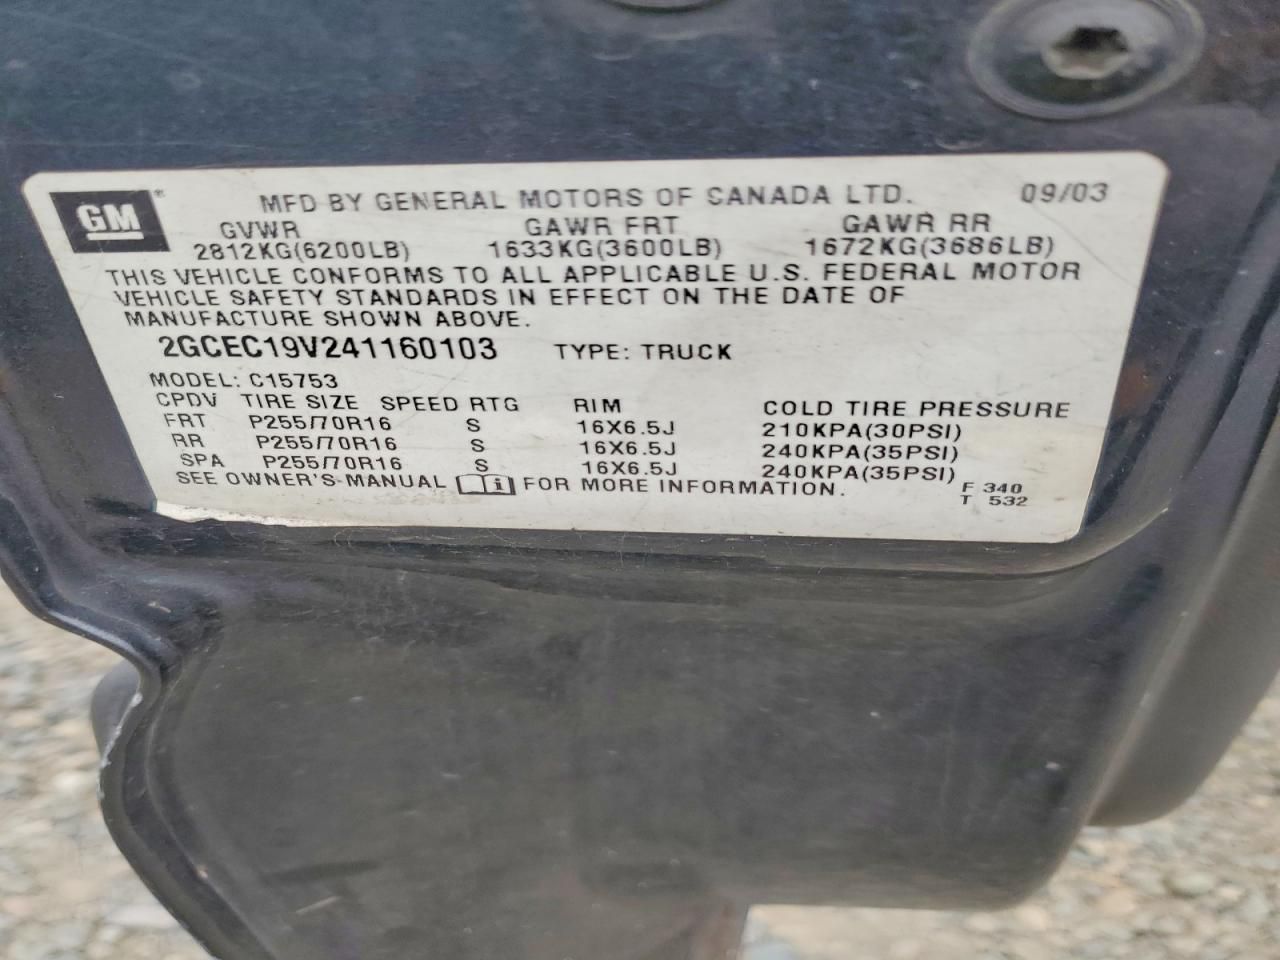 GM ® MFD BY GENERAL MOTORS OF CANADA LTD. 09/03
GVWR GAWR FRT GAWR RR
2812KG(6200LB) 1633KG(3600LB) 1672KG(3686LB)
THIS VEHICLE CONFORMS TO ALL APPLICABLE U.S. FEDERAL MOTOR
VEHICLE SAFETY STANDARDS IN EFFECT ON THE DATE OF
MANUFACTURE SHOWN ABOVE.
2GCEC19V241160103 TYPE: TRUCK
MODEL: C15753
CPDV TIRE SIZE SPEED RTG RIM COLD TIRE PRESSURE
FRT P255/70R16 S 16X6.5J 210KPA(30PSI)
RR P255/70R16 S 16X6.5J 240KPA(35PSI)
SPA P255/70R16 S 16X6.5J 240KPA(35PSI)
SEE OWNER'S MANUAL i FOR MORE INFORMATION. F 340
T 532